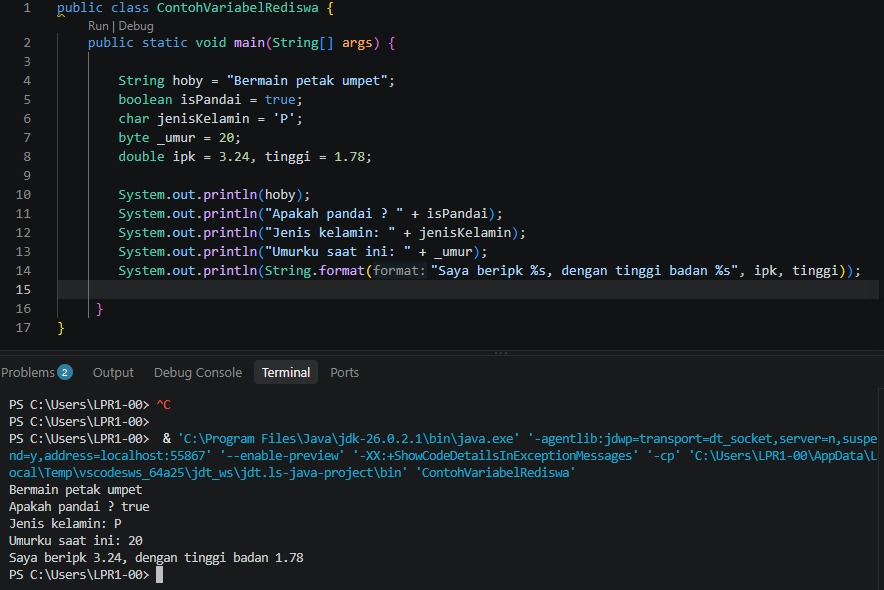 1 public class ContohVariabelRediswa {
Run | Debug
2 public static void main(String[] args) {
3
4 String hoby = "Bermain petak umpet";
5 boolean isPandai = true;
6 char jenisKelamin = 'P';
7 byte _umur = 20;
8 double ipk = 3.24, tinggi = 1.78;
9
10 System.out.println(hoby);
11 System.out.println("Apakah pandai ? " + isPandai);
12 System.out.println("Jenis kelamin: " + jenisKelamin);
13 System.out.println("Umurku saat ini: " + _umur);
14 System.out.println(String.format(format: "Saya beripk %s, dengan tinggi badan %s", ipk, tinggi));
15
16 }
17 }
Problems 2 Output Debug Console Terminal Ports
PS C:\Users\LPR1-00> ^C
PS C:\Users\LPR1-00>
PS C:\Users\LPR1-00> & 'C:\Program Files\Java\jdk-26.0.2.1\bin\java.exe' '-agentlib:jdwp=transport=dt_socket,server=n,suspe
nd=y,address=localhost:55867' '--enable-preview' '-XX:+ShowCodeDetailsInExceptionMessages' '-cp' 'C:\Users\LPR1-00\AppData\L
ocal\Temp\vscodesws_64a25\jdt_ws\jdt.ls-java-project\bin' 'ContohVariabelRediswa'
Bermain petak umpet
Apakah pandai ? true
Jenis kelamin: P
Umurku saat ini: 20
Saya beripk 3.24, dengan tinggi badan 1.78
PS C:\Users\LPR1-00>